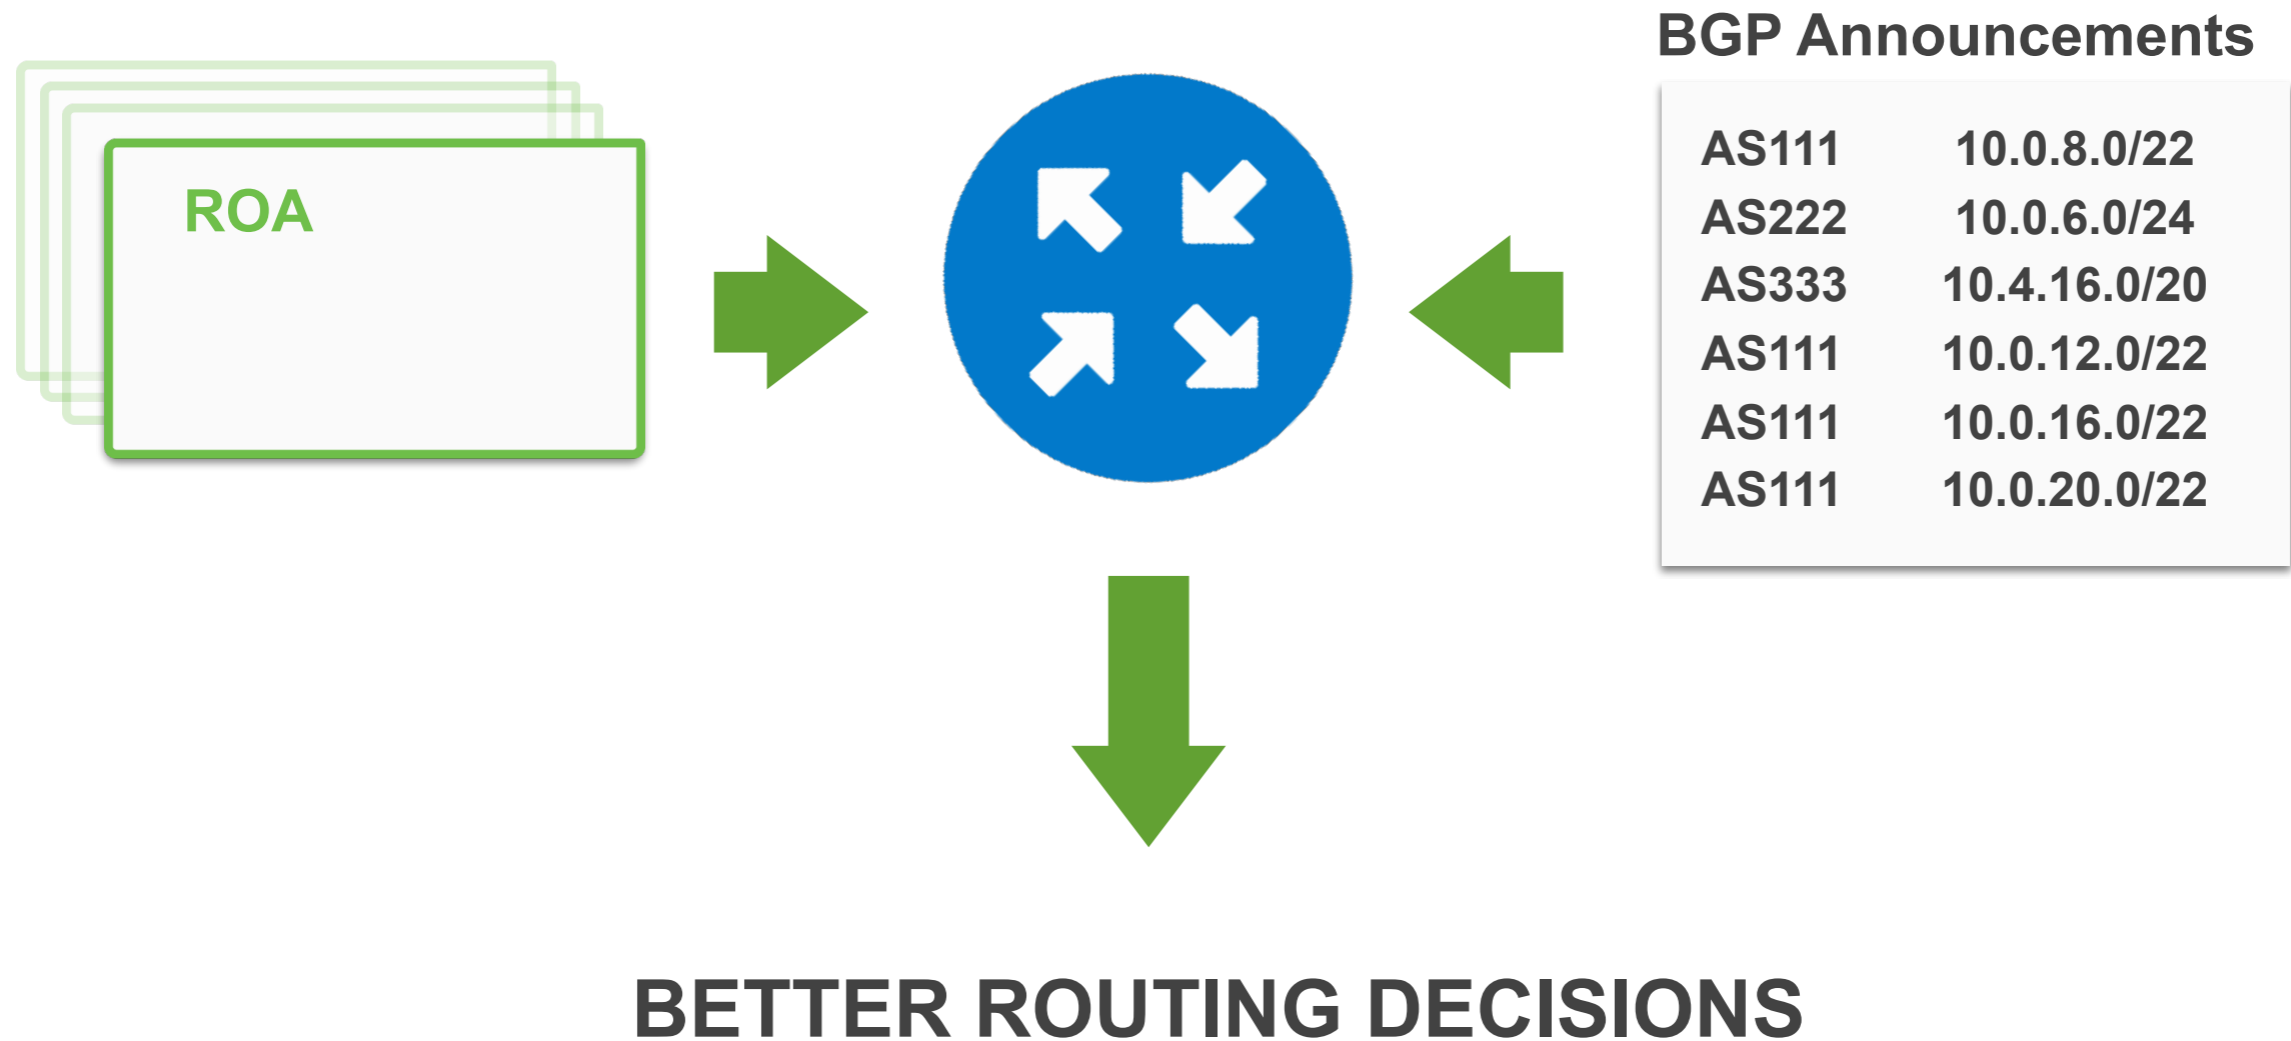 ROA
BGP Announcements
AS111 10.0.8.0/22
AS222 10.0.6.0/24
AS333 10.4.16.0/20
AS111 10.0.12.0/22
AS111 10.0.16.0/22
AS111 10.0.20.0/22
BETTER ROUTING DECISIONS